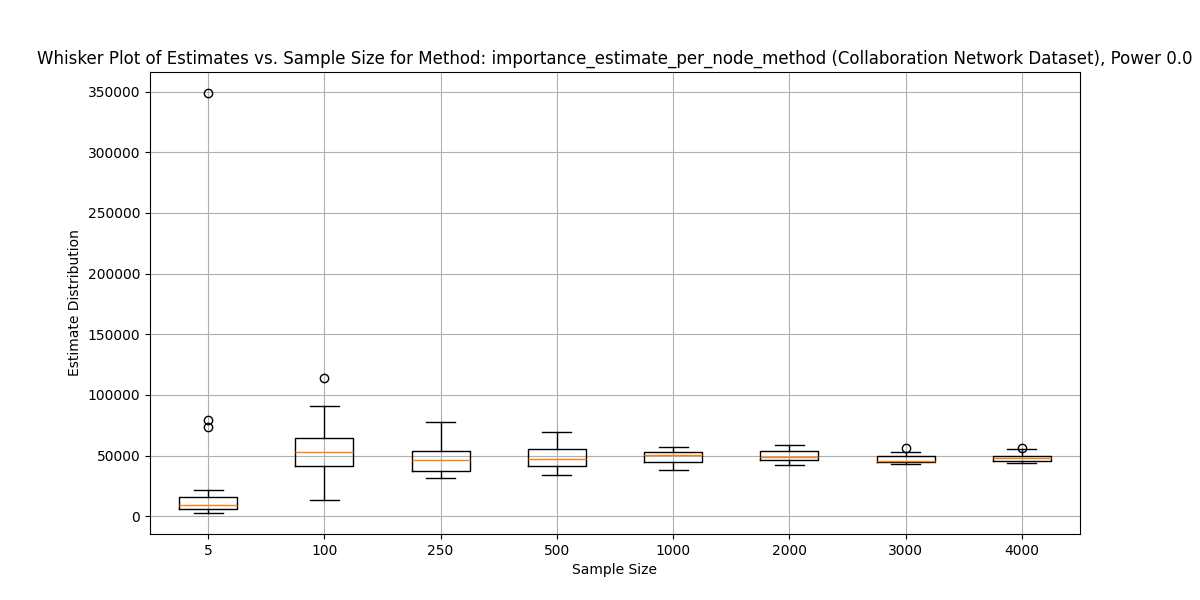 Whisker Plot of Estimates vs. Sample Size for Method: importance_estimate_per_node_method (Collaboration Network Dataset), Power 0.0
350000
300000
250000
200000
150000
100000
50000
0
Estimate Distribution
5 100 250 500 1000 2000 3000 4000
Sample Size